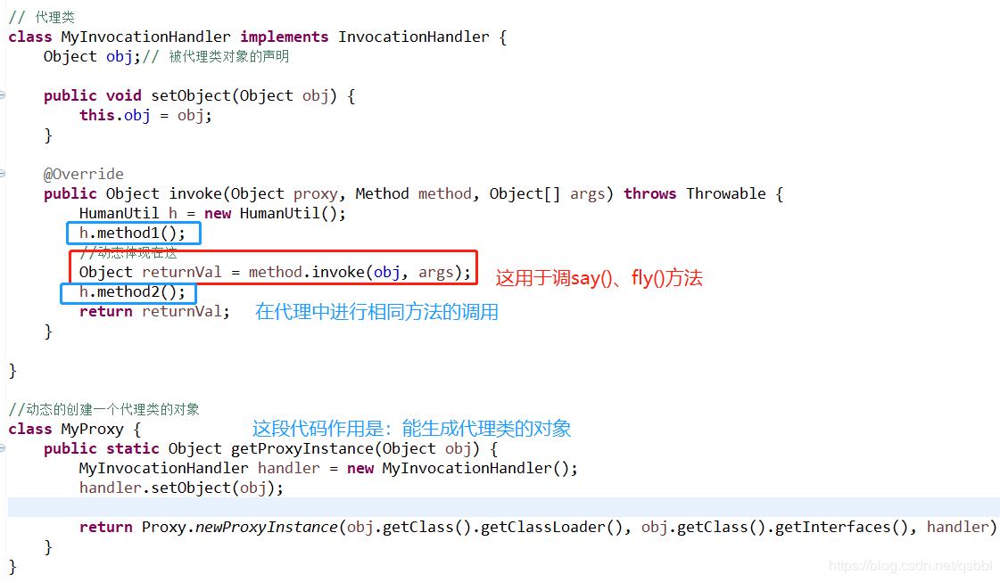 // 代理类
class MyInvocationHandler implements InvocationHandler {
Object obj;// 被代理类对象的声明
public void setObject(Object obj) {
this.obj = obj;
}
@Override
public Object invoke(Object proxy, Method method, Object[] args) throws Throwable {
HumanUtil h = new HumanUtil();
h.method1();
//动态体现在这
Object returnVal = method.invoke(obj, args);
这用于调say()、fly()方法
h.method2();
return returnVal;
在代理中进行相同方法的调用
}
}
//动态的创建一个代理类的对象
class MyProxy {
这段代码作用是：能生成代理类的对象
public static Object getProxyInstance(Object obj) {
MyInvocationHandler handler = new MyInvocationHandler();
handler.setObject(obj);
return Proxy.newProxyInstance(obj.getClass().getClassLoader(), obj.getClass().getInterfaces(), handler)
}
}
https://blog.csdn.net/qsbbl